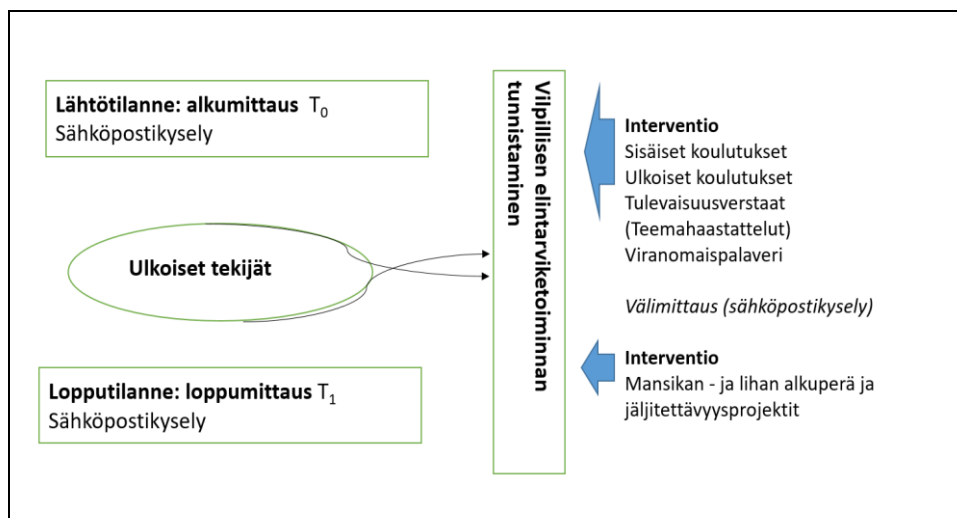 Lähtötilanne: alkumittaus T₀
Sähköpostikysely
Ulkoiset tekijät
Lopputilanne: loppumittaus T₁
Sähköpostikysely
Vilpillisen elintarviketoiminnan
tunnistaminen
Interventio
Sisäiset koulutukset
Ulkoiset koulutukset
Tulevaisuusverstaat
(Teemahaastattelut)
Viranomaispalaveri
Välimittaus (sähköpostikysely)
Interventio
Mansikan - ja lihan alkuperä ja
jäljitettävyysprojektit